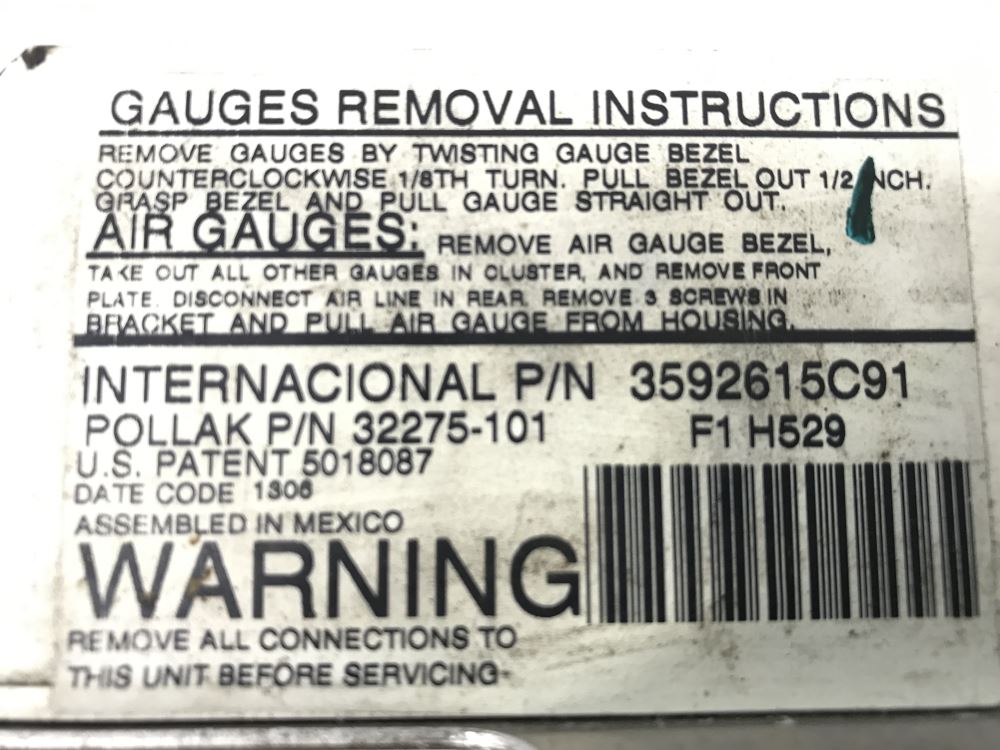 GAUGES REMOVAL INSTRUCTIONS
REMOVE GAUGES BY TWISTING GAUGE BEZEL
COUNTERCLOCKWISE 1/8TH TURN. PULL BEZEL OUT 1/2 INCH.
GRASP BEZEL AND PULL GAUGE STRAIGHT OUT.
AIR GAUGES: REMOVE AIR GAUGE BEZEL,
TAKE OUT ALL OTHER GAUGES IN CLUSTER, AND REMOVE FRONT
PLATE. DISCONNECT AIR LINE IN REAR. REMOVE 3 SCREWS IN
BRACKET AND PULL AIR GAUGE FROM HOUSING.
INTERNACIONAL P/N 3592615C91
POLLAK P/N 32275-101 F1 H529
U.S. PATENT 5018087
DATE CODE 1306
ASSEMBLED IN MEXICO
WARNING
REMOVE ALL CONNECTIONS TO
THIS UNIT BEFORE SERVICING-